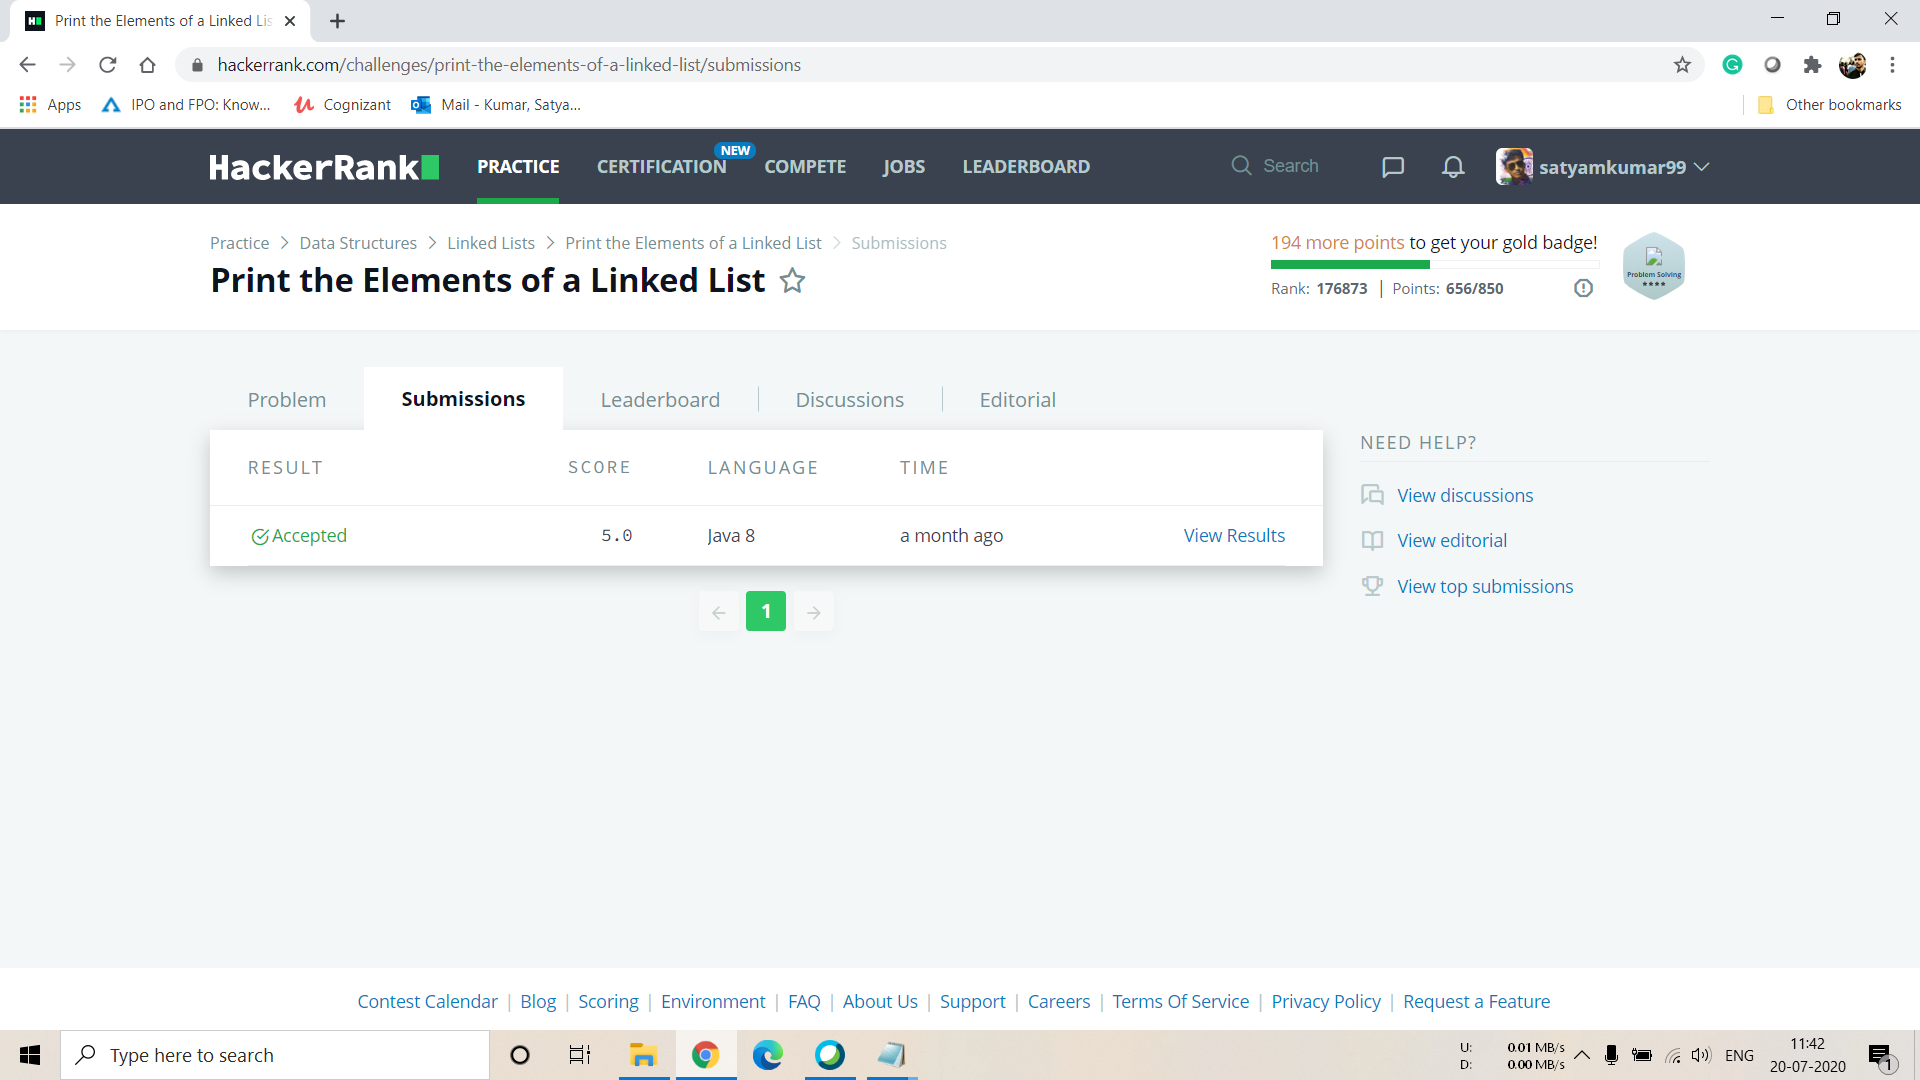 Print the Elements of a Linked Lis
hackerrank.com/challenges/print-the-elements-of-a-linked-list/submissions
Apps IPO and FPO: Know... Cognizant Mail - Kumar, Satya... Other bookmarks
HackerRank PRACTICE CERTIFICATION NEW COMPETE JOBS LEADERBOARD Search satyamkumar99
Practice > Data Structures > Linked Lists > Print the Elements of a Linked List > Submissions
Print the Elements of a Linked List
194 more points to get your gold badge!
Rank: 176873 | Points: 656/850
Problem Solving
Problem Submissions Leaderboard Discussions Editorial
RESULT SCORE LANGUAGE TIME
Accepted 5.0 Java 8 a month ago View Results
1
NEED HELP?
View discussions
View editorial
View top submissions
Contest Calendar | Blog | Scoring | Environment | FAQ | About Us | Support | Careers | Terms Of Service | Privacy Policy | Request a Feature
Type here to search
U: 0.01 MB/s
D: 0.00 MB/s
ENG
11:42
20-07-2020
1